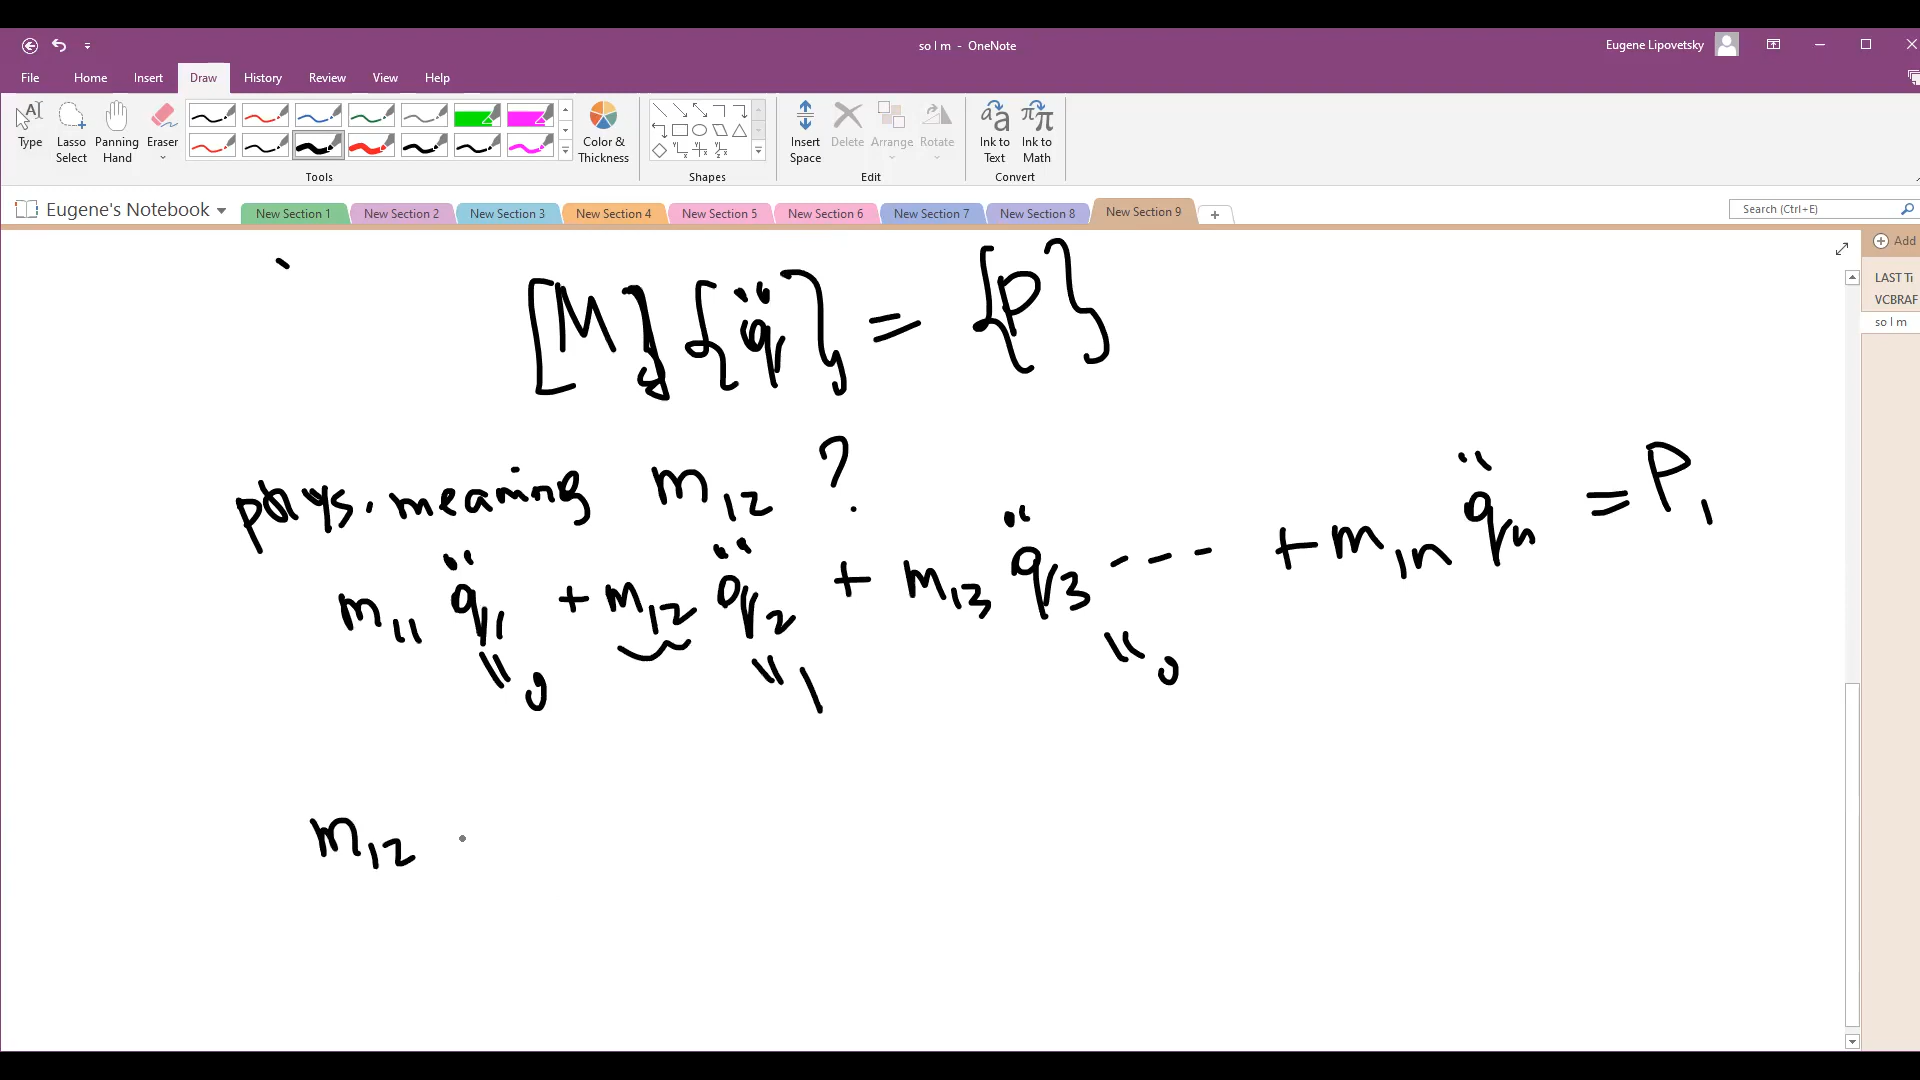 so I m - OneNote
Eugene Lipovetsky
File Home Insert Draw History Review View Help
Type
Lasso Select
Panning Hand
Eraser
Color & Thickness
Insert Space
Delete
Arrange
Rotate
Ink to Text
Ink to Math
Tools Shapes Edit Convert
Eugene's Notebook
New Section 1 New Section 2 New Section 3 New Section 4 New Section 5 New Section 6 New Section 7 New Section 8 New Section 9
Search (Ctrl+E)
Add
LAST Ti
VCBRAF
so I m
[M]{q̈} = {P}
phys. meaning m₁₂ ?
m₁₁ q̈₁ + m₁₂ q̈₂ + m₁₃ q̈₃ ---- + m₁ₙ q̈ₙ = P₁
= 0 = 1 = 0
m₁₂